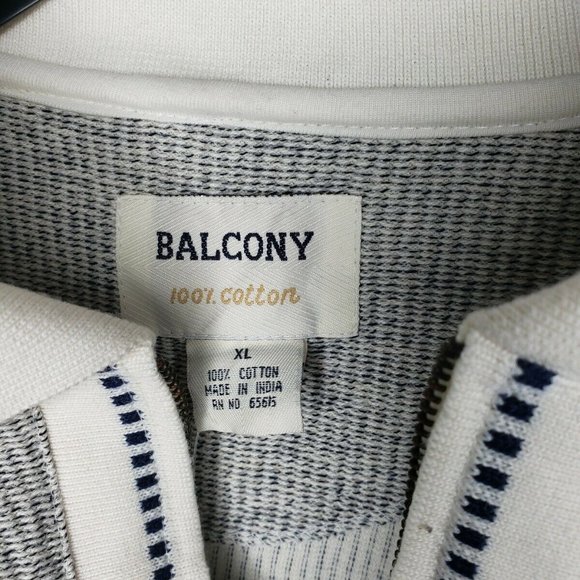 BALCONY
100% cotton
XL
100% COTTON
MADE IN INDIA
RN NO 65615